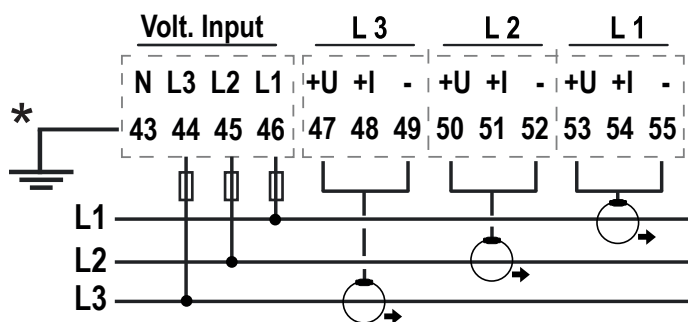 Volt. Input L 3 L 2 L 1
N L3 L2 L1 +U +I - +U +I - +U +I -
* 43 44 45 46 47 48 49 50 51 52 53 54 55
L1
L2
L3